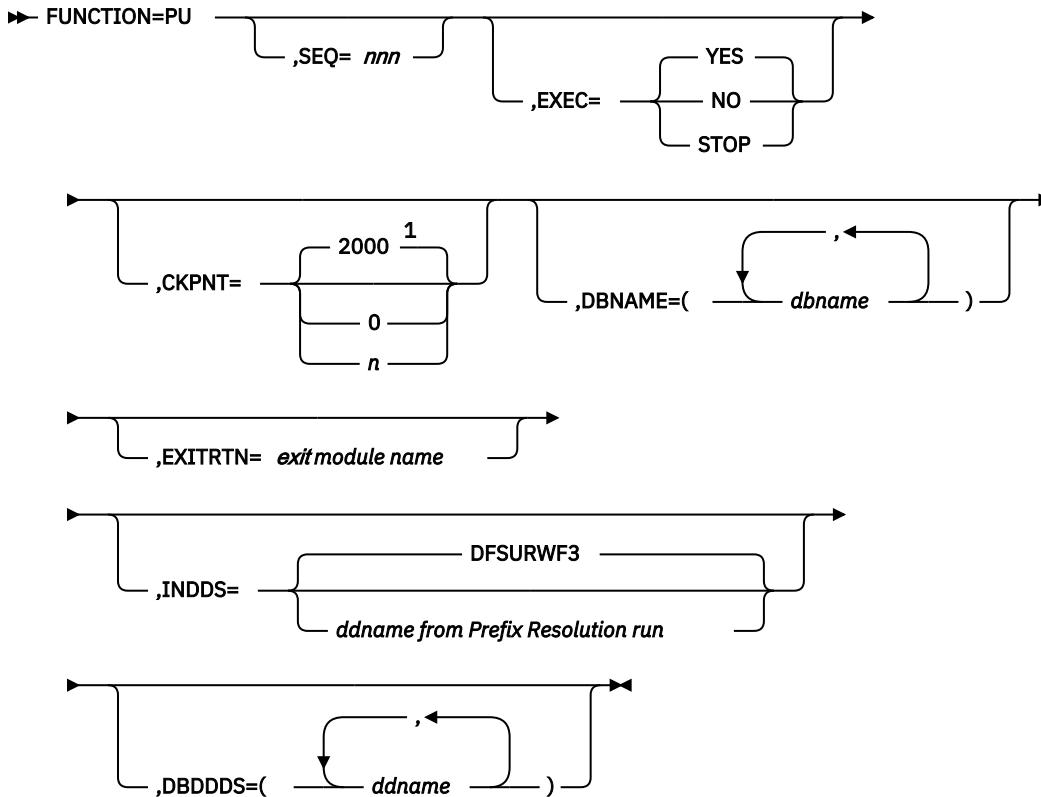 FUNCTION=PU
,SEQ= nnn
,EXEC=
YES
NO
STOP
,CKPNT=
2000 1
0
n
,DBNAME=( dbname )
,
,EXITRTN= exit module name
,INDDS=
DFSURWF3
ddname from Prefix Resolution run
,DBDDDS=( ddname )
,